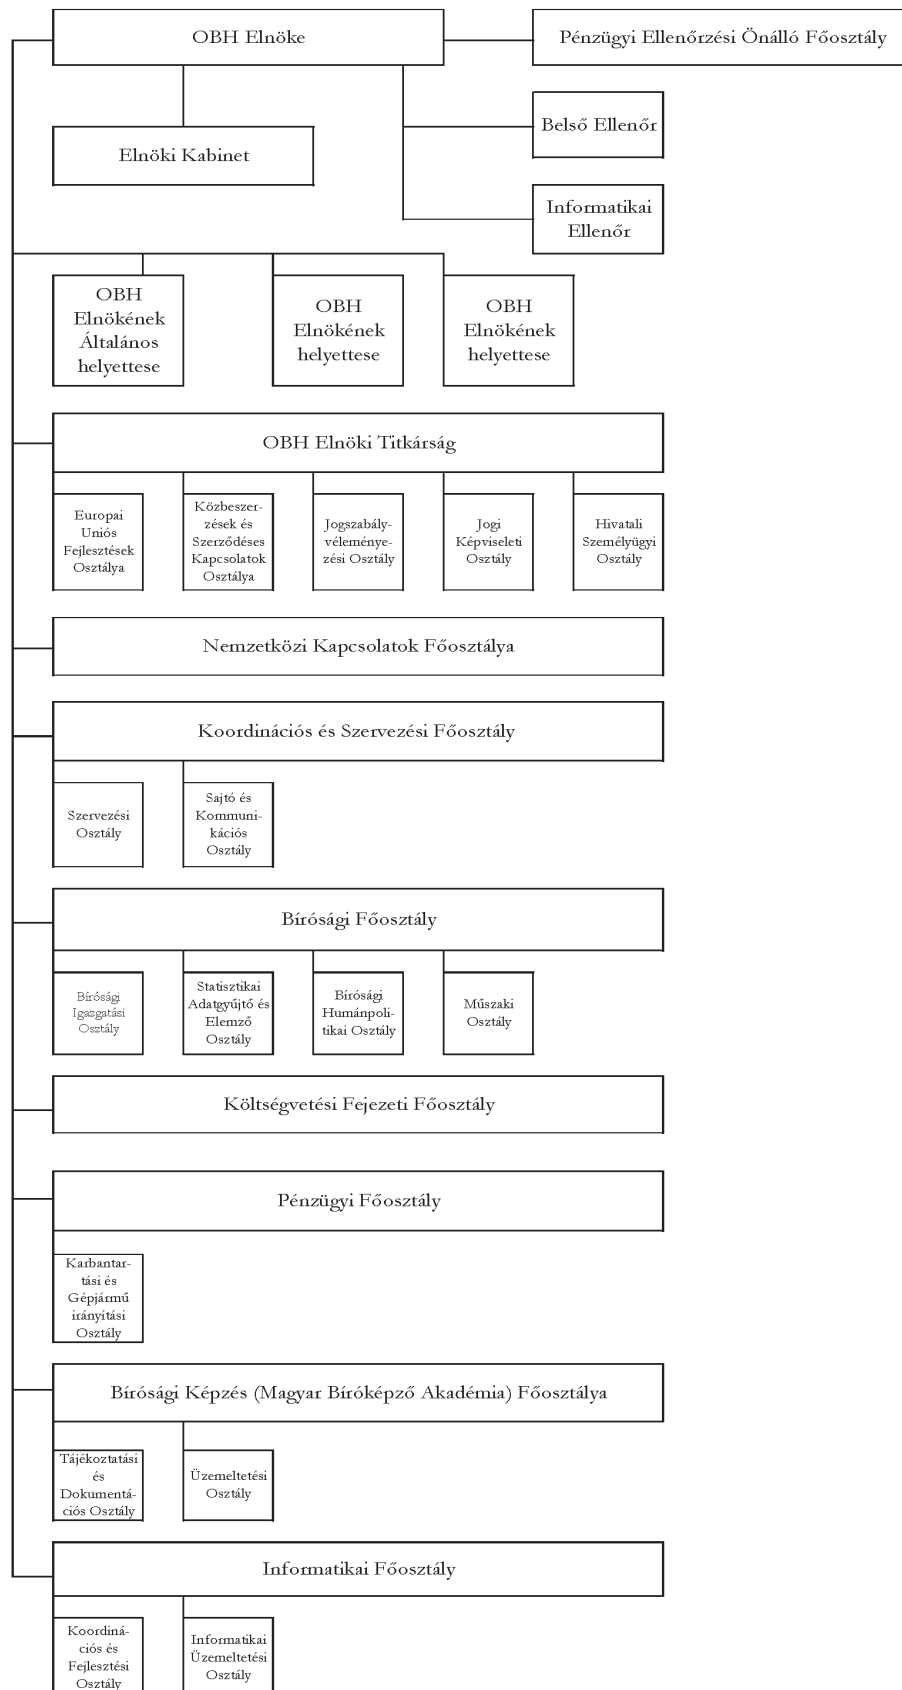 OBH Elnöke
Pénzügyi Ellenőrzési Önálló Főosztály
Belső Ellenőr
Elnöki Kabinet
Informatikai
Ellenőr
OBH
Elnökének
Általános
helyettese
OBH
Elnökének
helyettese
OBH
Elnökének
helyettese
OBH Elnöki Titkárság
Europai
Uniós
Fejlesztések
Osztálya
Közbeszer-
zések és
Szerződéses
Kapcsolatok
Osztálya
Jogszabály-
véleménye-
zési Osztály
Jogi
Képviseleti
Osztály
Hivatali
Személyügyi
Osztály
Nemzetközi Kapcsolatok Főosztálya
Koordinációs és Szervezési Főosztály
Szervezési
Osztály
Sajtó és
Kommuni-
kációs
Osztály
Bírósági Főosztály
Bírósági
Igazgatási
Osztály
Statisztikai
Adatgyűjtő és
Elemző
Osztály
Bírósági
Humánpoli-
tikai Osztály
Műszaki
Osztály
Költségvetési Fejezeti Főosztály
Pénzügyi Főosztály
Karbantar-
tási és
Gépjármű
irányítási
Osztály
Bírósági Képzés (Magyar Bíróképző Akadémia) Főosztálya
Tájékoztatási
és
Dokumentá-
ciós Osztály
Üzemeltetési
Osztály
Informatikai Főosztály
Koordiná-
ciós és
Fejlesztési
Osztály
Informatikai
Üzemeltetési
Osztály